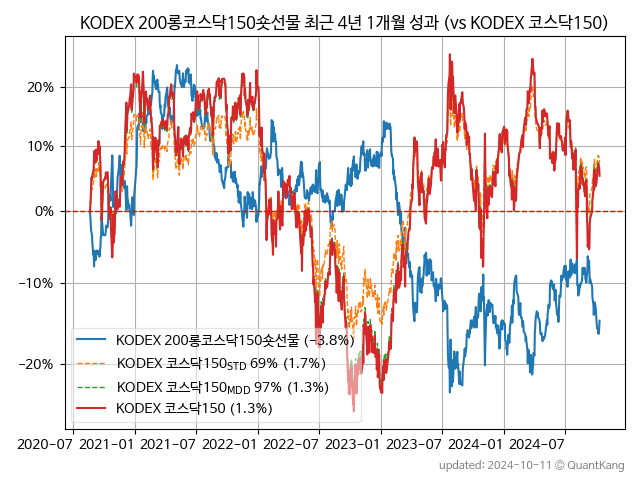 KODEX 200롱코스닥150숏선물 최근 4년 1개월 성과 (vs KODEX 코스닥150)
20%
10%
0%
−10%
−20%
KODEX 200롱코스닥150숏선물 (−3.8%)
KODEX 코스닥150STD 69% (1.7%)
KODEX 코스닥150MDD 97% (1.3%)
KODEX 코스닥150 (1.3%)
2020−07 2021−01 2021−07 2022−01 2022−07 2023−01 2023−07 2024−01 2024−07
updated: 2024-10-11 © QuantKang